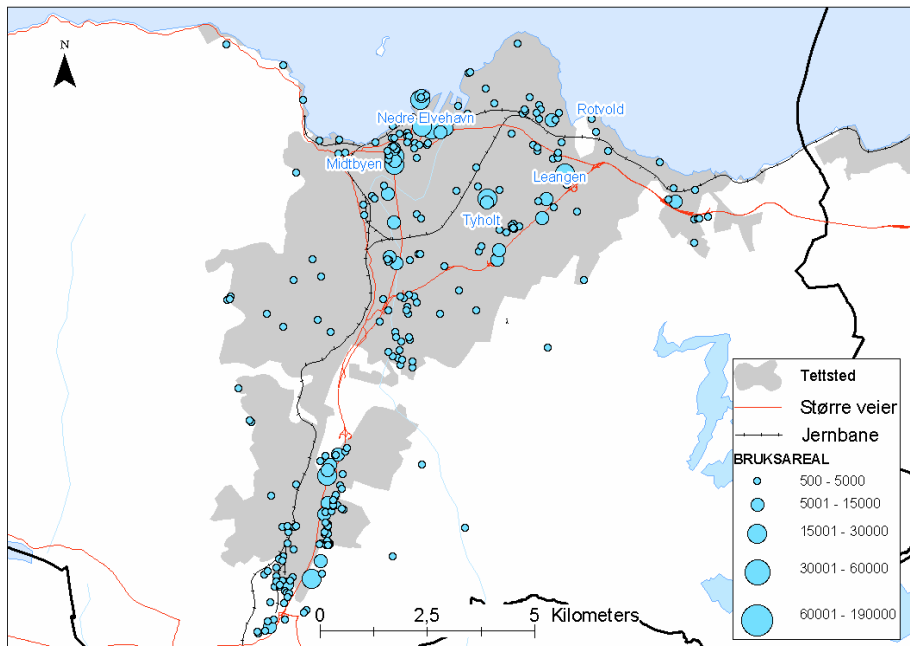 N
Rotvold
Nedre Elvehavn
Midtbyen
Leangen
Tyholt
Tettsted
Større veier
Jernbane
BRUKSAREAL
500 - 5000
5001 - 15000
15001 - 30000
30001 - 60000
60001 - 190000
0 2,5 5 Kilometers